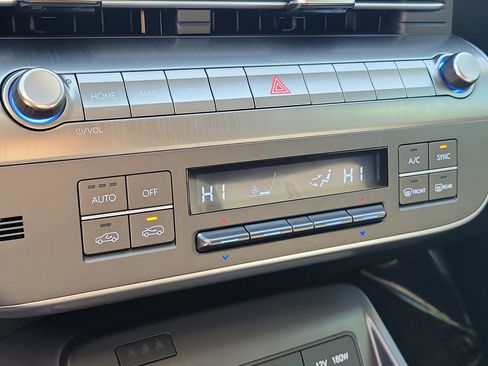 HOME MAP
⏻/VOL
AUTO OFF
HI HI
A/C SYNC
FRONT REAR
12V 180W